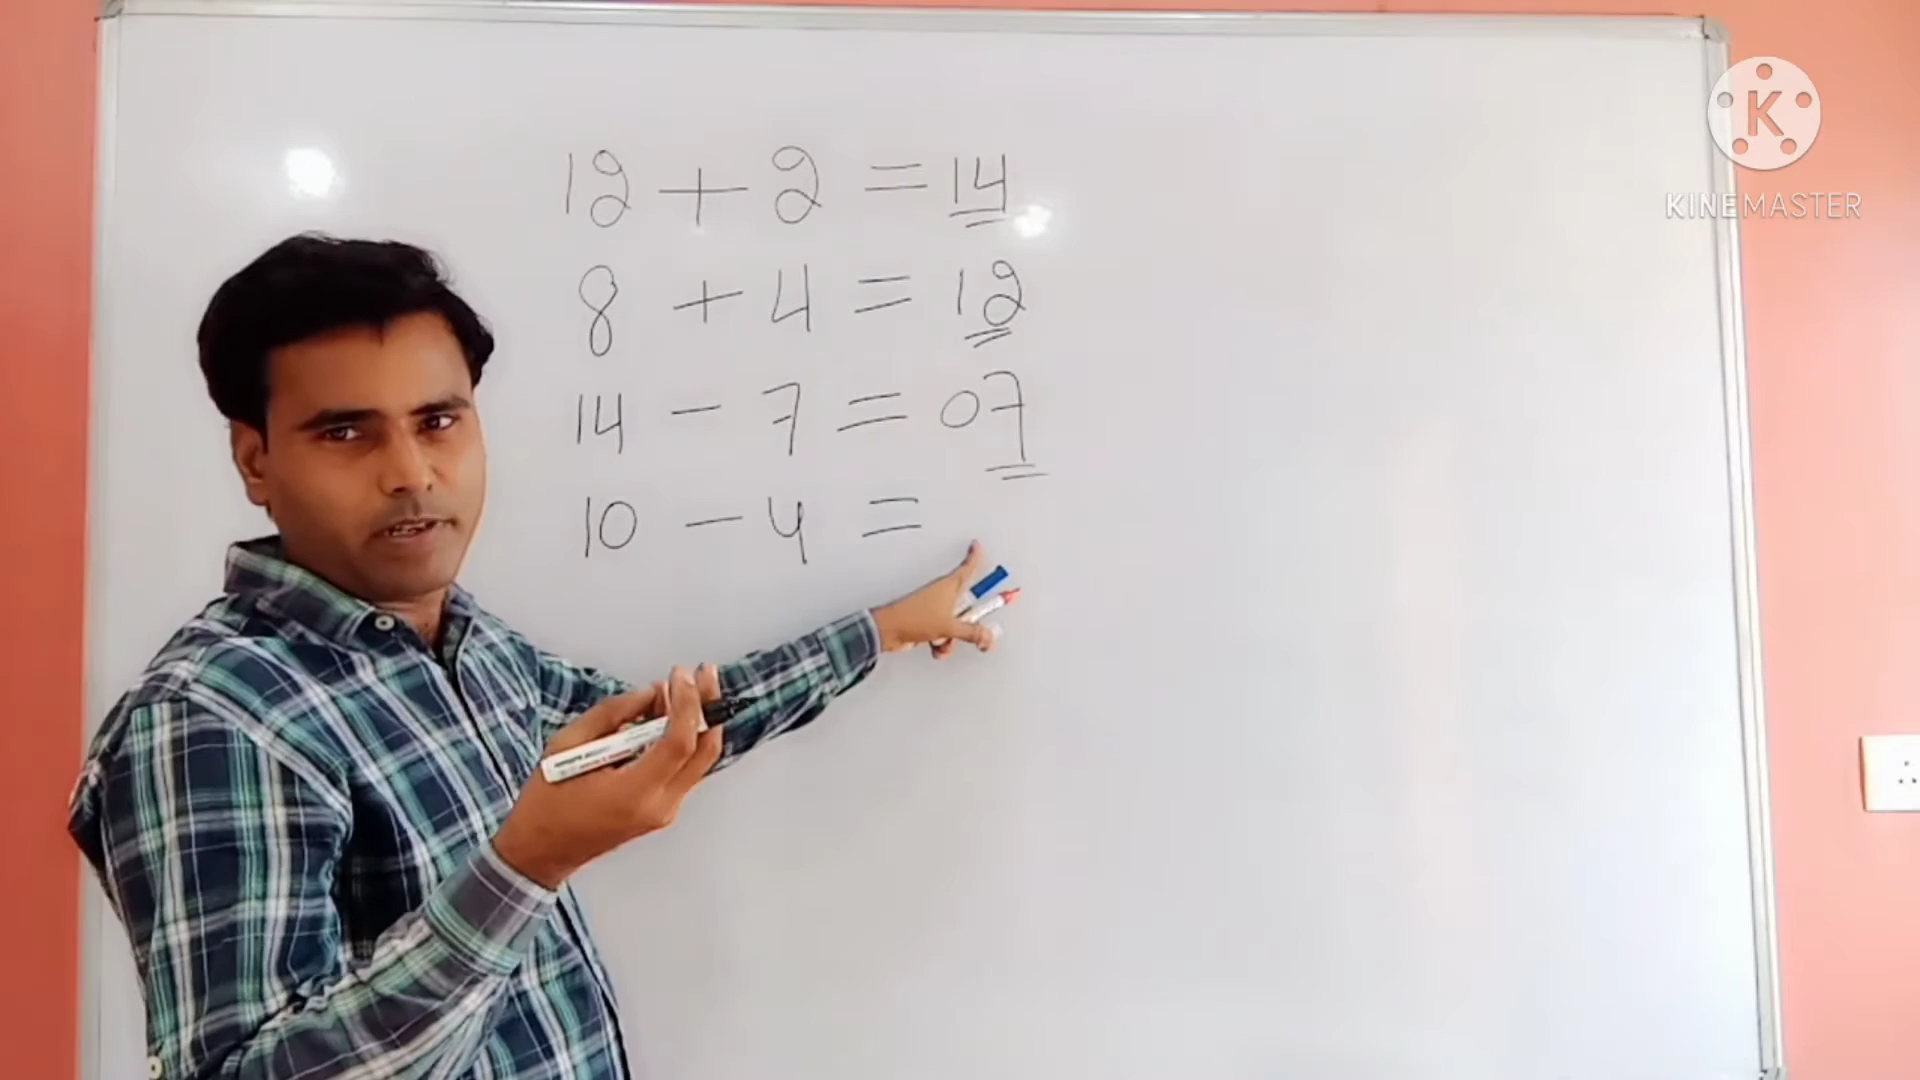 12 + 2 = 14
8 + 4 = 12
14 - 7 = 07
10 - 4 =
K
KINEMASTER